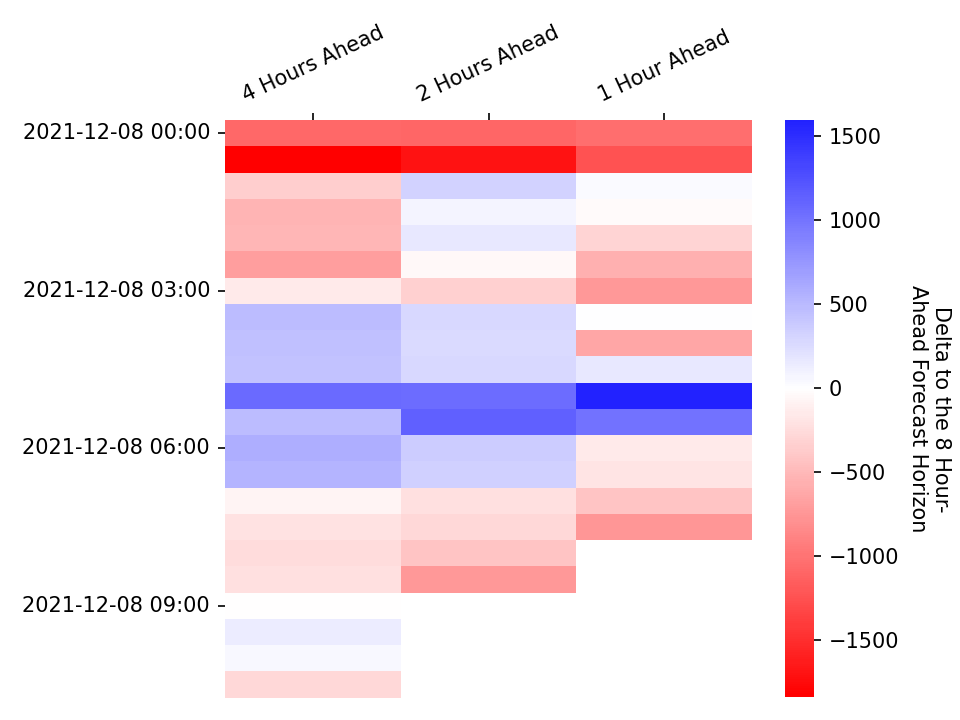 4 Hours Ahead
2 Hours Ahead
1 Hour Ahead
2021-12-08 00:00
2021-12-08 03:00
2021-12-08 06:00
2021-12-08 09:00
1500
1000
500
0
−500
−1000
−1500
Delta to the 8 Hour-
Ahead Forecast Horizon